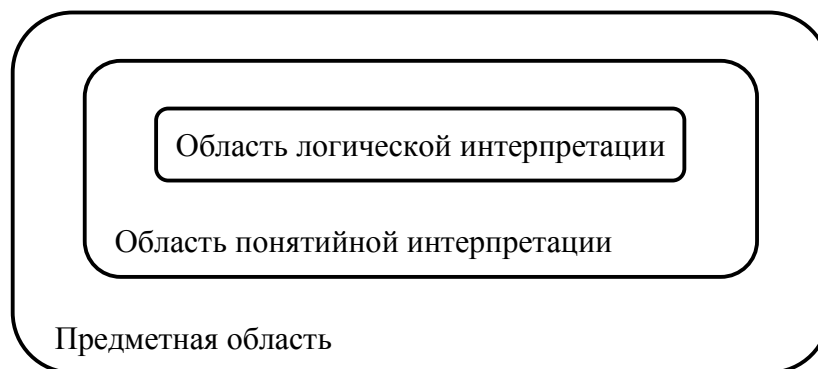 Область логической интерпретации
Область понятийной интерпретации
Предметная область